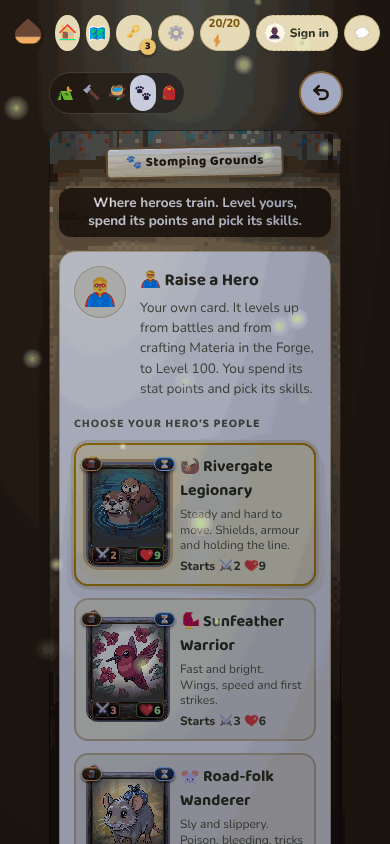 20/20
3
Sign in
Stomping Grounds
Where heroes train. Level yours,
spend its points and pick its skills.
Raise a Hero
Your own card. It levels up
from battles and from
crafting Materia in the Forge,
to Level 100. You spend its
stat points and pick its skills.
CHOOSE YOUR HERO'S PEOPLE
Rivergate
Legionary
Steady and hard to
move. Shields, armour
and holding the line.
Starts 2 9
2 9
Sunfeather
Warrior
Fast and bright.
Wings, speed and first
strikes.
Starts 3 6
3 6
Road-folk
Wanderer
Sly and slippery.
Poison, bleeding, tricks